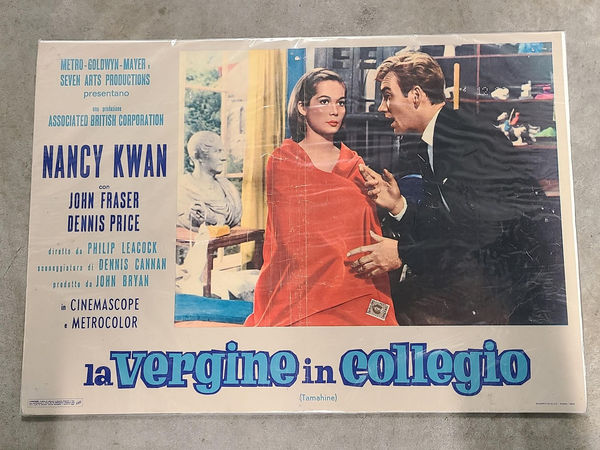 METRO-GOLDWYN-MAYER e
SEVEN ARTS PRODUCTIONS
presentano
una produzione
ASSOCIATED BRITISH CORPORATION
NANCY KWAN
con
JOHN FRASER
DENNIS PRICE
diretto da PHILIP LEACOCK
sceneggiatura di DENNIS CANNAN
prodotto da JOHN BRYAN
in CINEMASCOPE
e METROCOLOR
la vergine in collegio
(Tamahine)